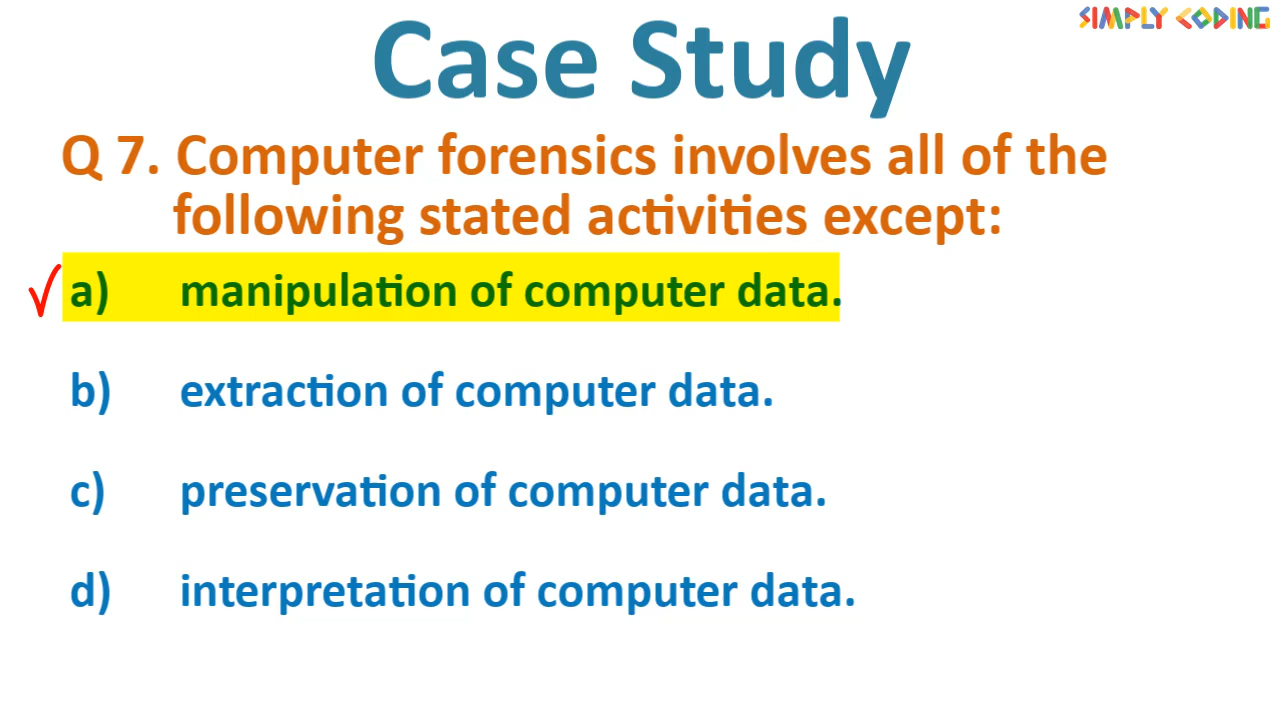 SIMPLY CODING
Case Study
Q 7. Computer forensics involves all of the
following stated activities except:
a) manipulation of computer data.
b) extraction of computer data.
c) preservation of computer data.
d) interpretation of computer data.